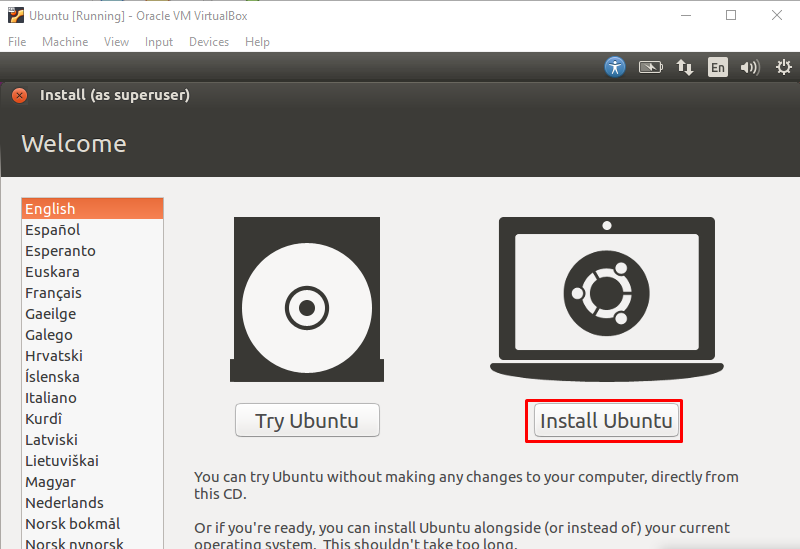 Ubuntu [Running] - Oracle VM VirtualBox
File Machine View Input Devices Help
En
Install (as superuser)
Welcome
English
Español
Esperanto
Euskara
Français
Gaeilge
Galego
Hrvatski
Íslenska
Italiano
Kurdî
Latviski
Lietuviškai
Magyar
Nederlands
Norsk bokmål
Norsk nynorsk
Try Ubuntu
Install Ubuntu
You can try Ubuntu without making any changes to your computer, directly from
this CD.
Or if you're ready, you can install Ubuntu alongside (or instead of) your current
operating system. This shouldn't take too long.